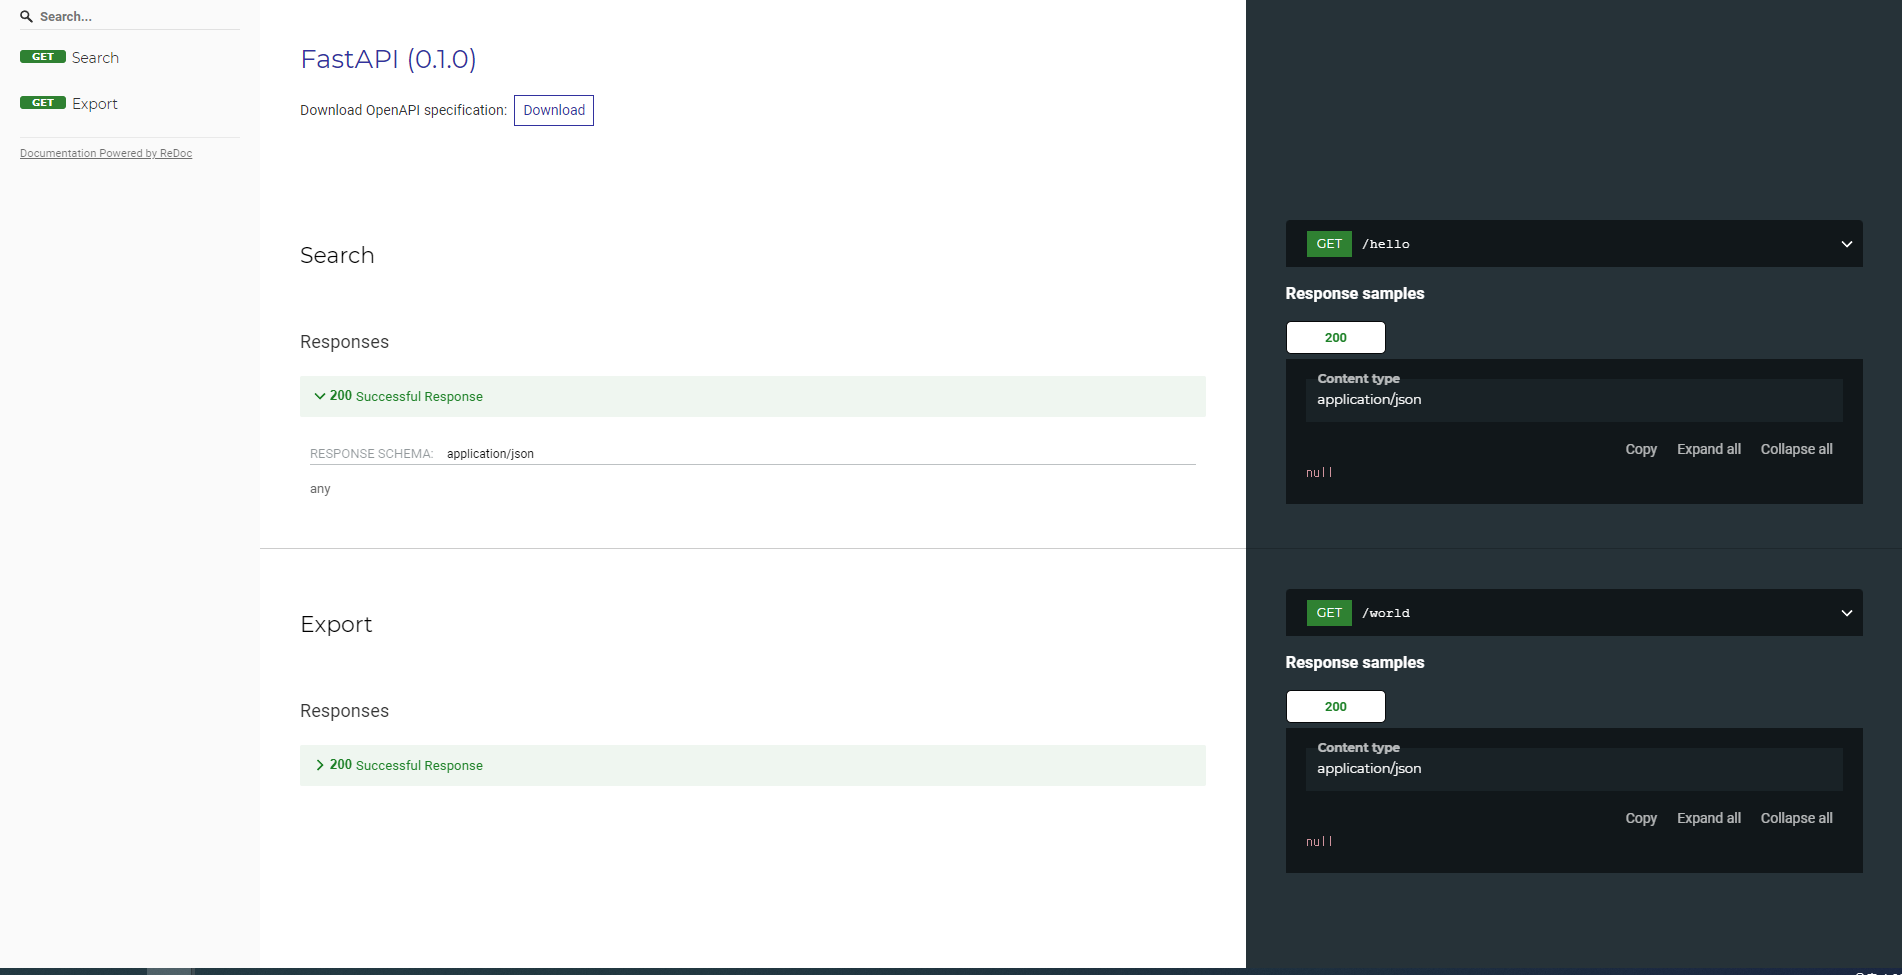 Search...
GET Search
GET Export
Documentation Powered by ReDoc
FastAPI (0.1.0)
Download OpenAPI specification: Download
Search
Responses
200 Successful Response
RESPONSE SCHEMA: application/json
any
GET /hello
Response samples
200
Content type
application/json
Copy Expand all Collapse all
null
Export
Responses
200 Successful Response
GET /world
Response samples
200
Content type
application/json
Copy Expand all Collapse all
null